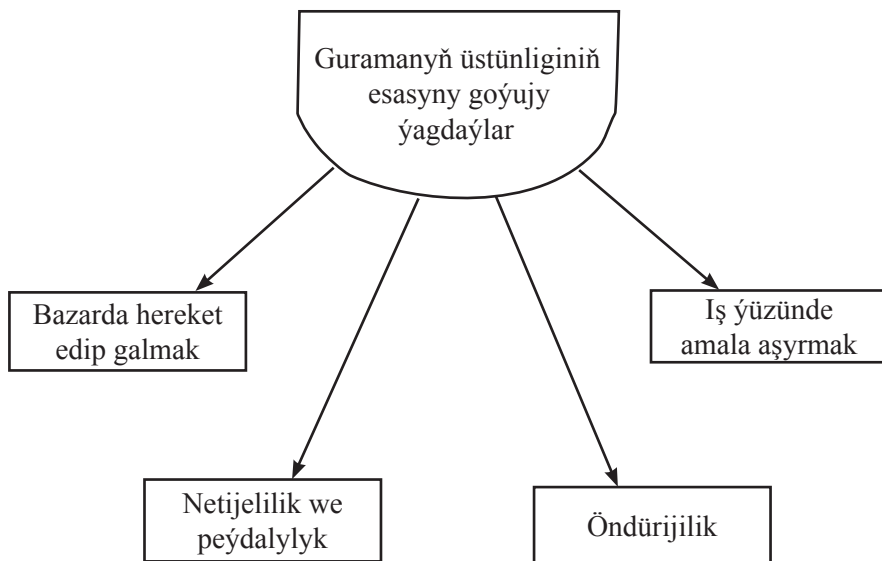 Guramanyň üstünliginiň
esasyny goýujy
ýagdaýlar
Bazarda hereket
edip galmak
Iş ýüzünde
amala aşyrmak
Netijelilik we
peýdalylyk
Öndürijilik